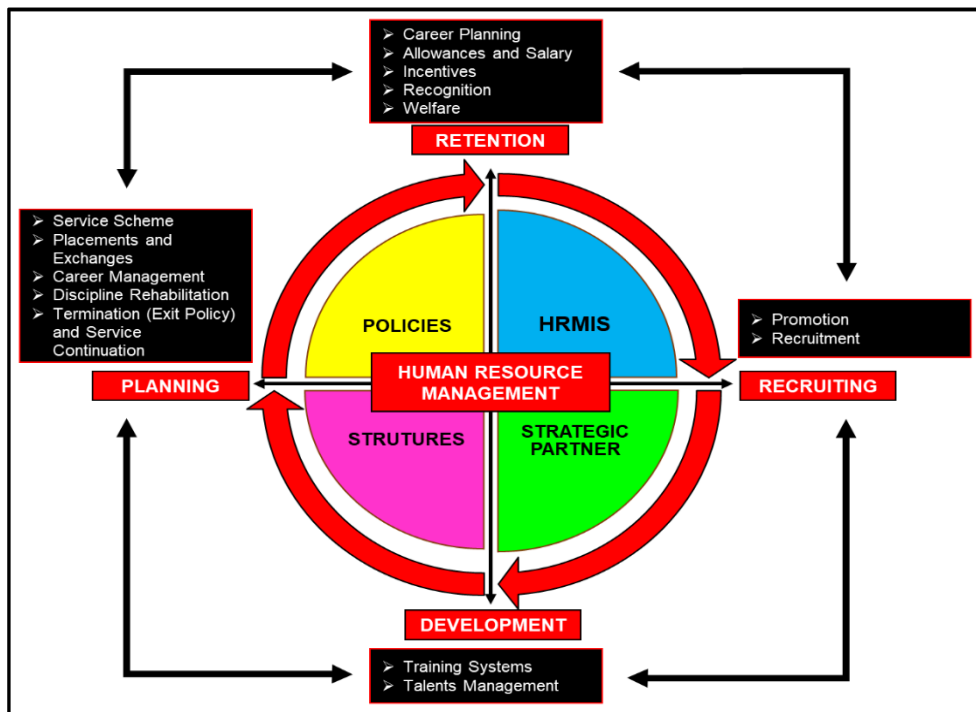 ➢ Career Planning
➢ Allowances and Salary
➢ Incentives
➢ Recognition
➢ Welfare
RETENTION
➢ Service Scheme
➢ Placements and
Exchanges
➢ Career Management
➢ Discipline Rehabilitation
➢ Termination (Exit Policy)
and Service
Continuation
PLANNING
POLICIES
HRMIS
HUMAN RESOURCE
MANAGEMENT
STRUTURES
STRATEGIC
PARTNER
➢ Promotion
➢ Recruitment
RECRUITING
DEVELOPMENT
➢ Training Systems
➢ Talents Management